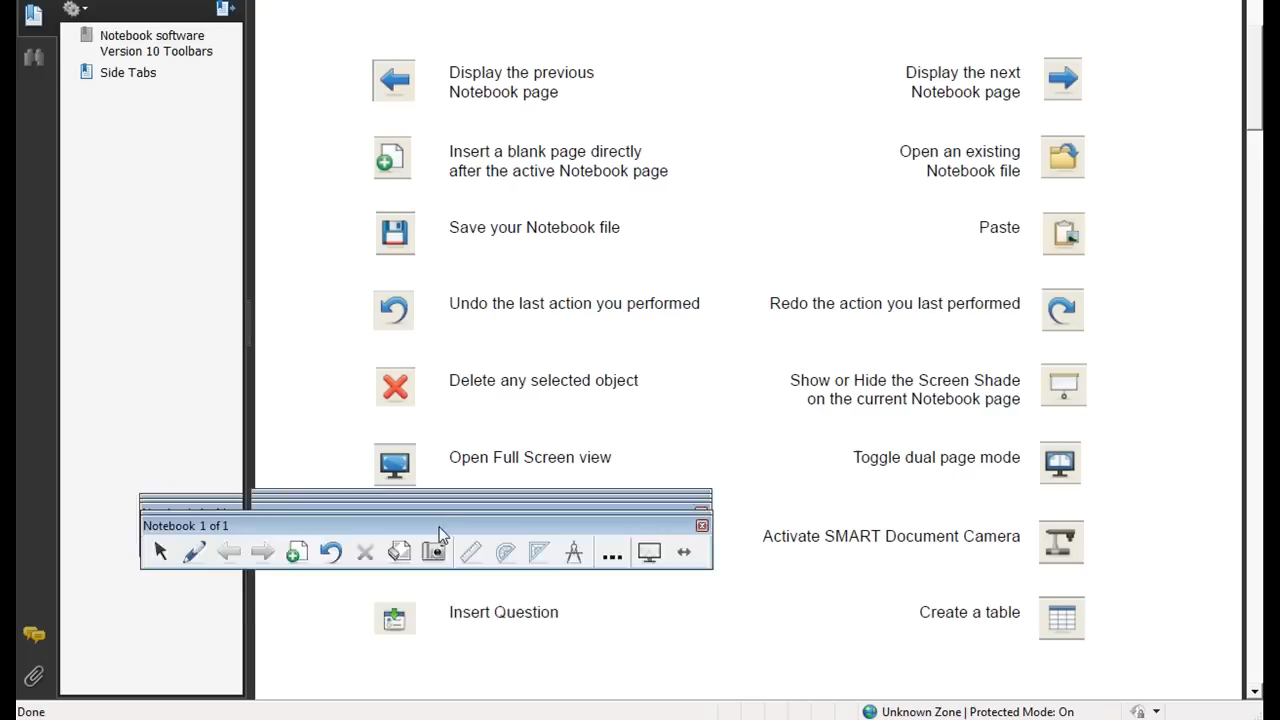 Notebook software
Version 10 Toolbars
Side Tabs
Display the previous
Notebook page
Display the next
Notebook page
Insert a blank page directly
after the active Notebook page
Open an existing
Notebook file
Save your Notebook file
Paste
Undo the last action you performed
Redo the action you last performed
Delete any selected object
Show or Hide the Screen Shade
on the current Notebook page
Open Full Screen view
Toggle dual page mode
Notebook 1 of 1
Activate SMART Document Camera
Insert Question
Create a table
Done
Unknown Zone | Protected Mode: On